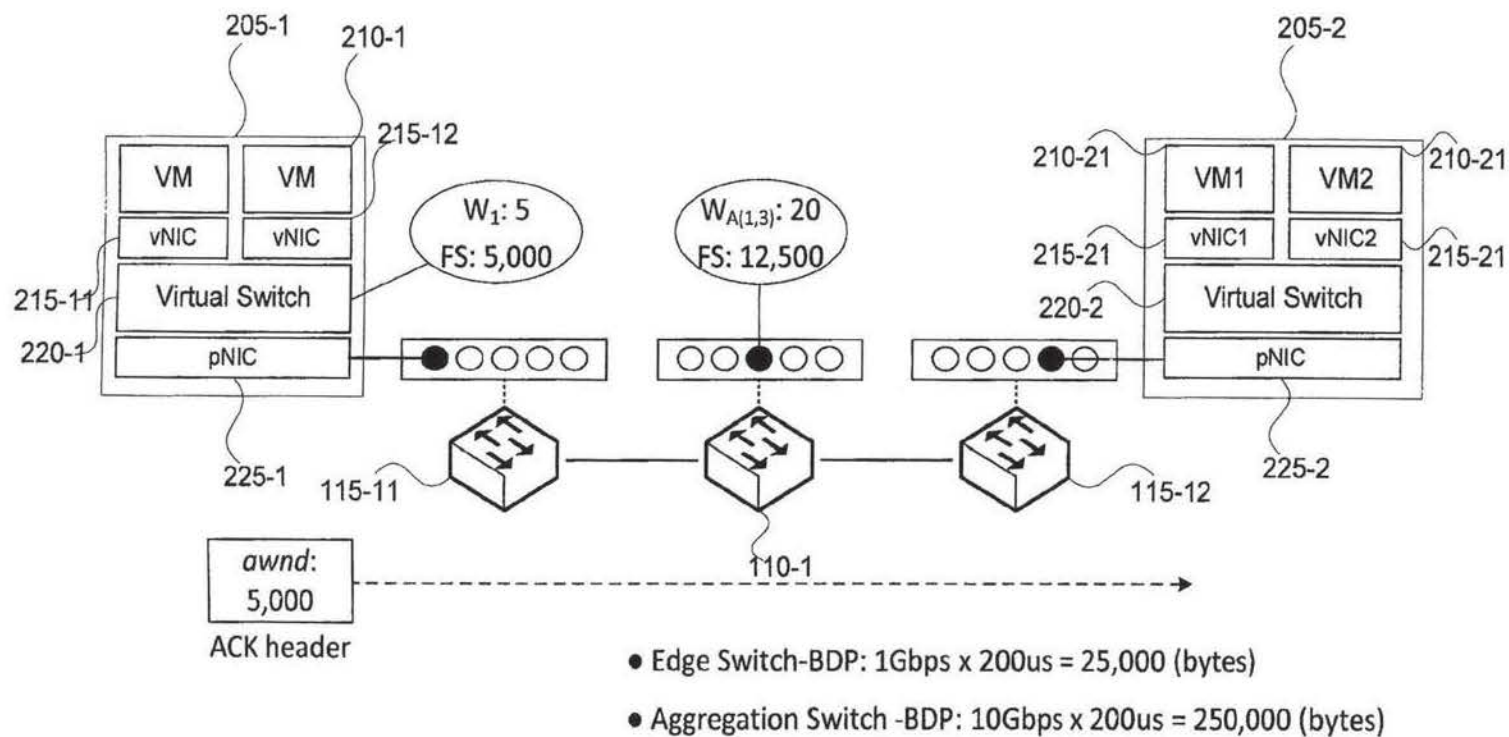 205-1
210-1
205-2
215-12
210-21
210-21
VM
VM
W1: 5
FS: 5,000
WA(1,3): 20
FS: 12,500
VM1
VM2
vNIC
vNIC
vNIC1
vNIC2
215-11
Virtual Switch
215-21
215-21
220-1
220-2
Virtual Switch
pNIC
pNIC
225-1
115-11
110-1
115-12
225-2
awnd:
5,000
ACK header
● Edge Switch-BDP: 1Gbps x 200us = 25,000 (bytes)
● Aggregation Switch -BDP: 10Gbps x 200us = 250,000 (bytes)